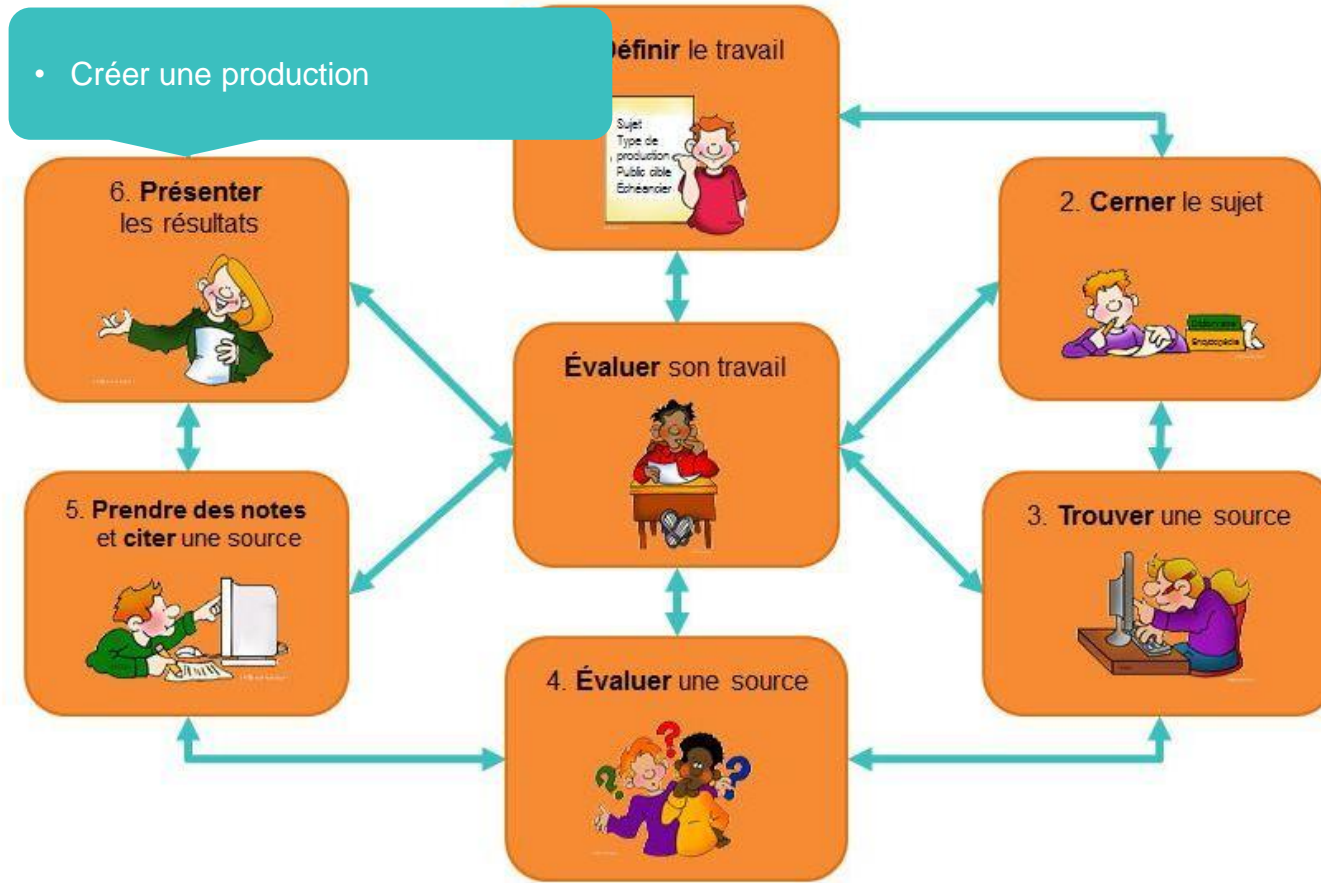 • Créer une production
Définir le travail
Sujet
Type de
production
Public cible
Échéancier
6. Présenter
les résultats
2. Cerner le sujet
Encyclopédie
Évaluer son travail
5. Prendre des notes
et citer une source
3. Trouver une source
4. Évaluer une source
?
?
?